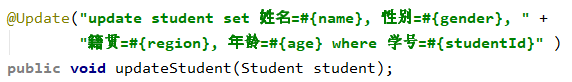 @Update("update student set 姓名=#{name}, 性别=#{gender}, " +
"籍贯=#{region}, 年龄=#{age} where 学号=#{studentId}" )
public void updateStudent(Student student);